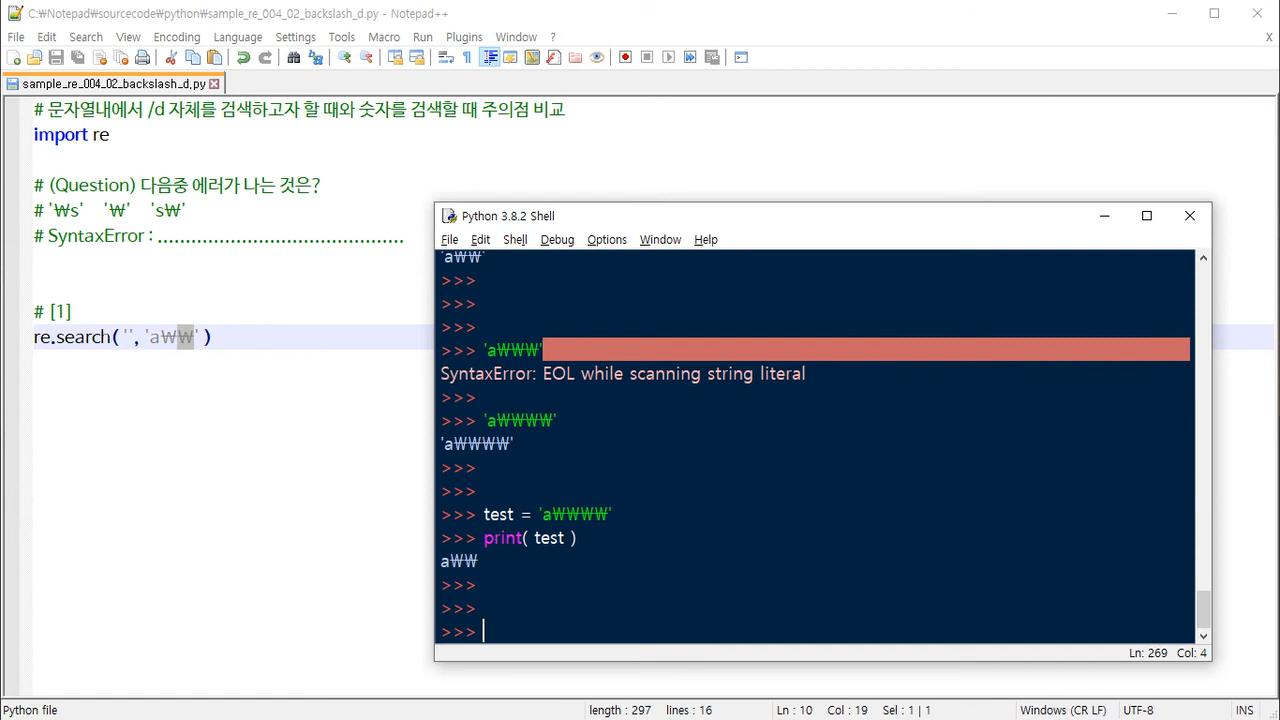 C:₩Notepad₩sourcecode₩python₩sample_re_004_02_backslash_d.py - Notepad++
File Edit Search View Encoding Language Settings Tools Macro Run Plugins Window ? X
sample_re_004_02_backslash_d.py
# 문자열내에서 /d 자체를 검색하고자 할 때와 숫자를 검색할 때 주의점 비교
import re
# (Question) 다음중 에러가 나는 것은?
# '₩s' '₩' 's₩'
# SyntaxError : .............................................
# [1]
re.search( '', 'a₩₩' )
Python 3.8.2 Shell
File Edit Shell Debug Options Window Help
'a₩₩'
>>>
>>>
>>>
>>> 'a₩₩₩'
SyntaxError: EOL while scanning string literal
>>>
>>> 'a₩₩₩₩'
'a₩₩₩₩'
>>>
>>>
>>> test = 'a₩₩₩₩'
>>> print( test )
a₩₩
>>>
>>>
>>>
Ln: 269 Col: 4
Python file length : 297 lines : 16 Ln : 10 Col : 19 Sel : 1 | 1 Windows (CR LF) UTF-8 INS